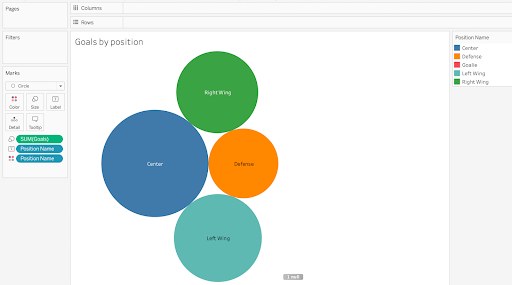 Pages
Columns
Rows
Filters
Goals by position
Marks
Circle
Color
Size
Label
Detail
Tooltip
SUM(Goals)
Position Name
Position Name
Right Wing
Center
Defense
Left Wing
1 null
Position Name
Center
Defense
Goalie
Left Wing
Right Wing